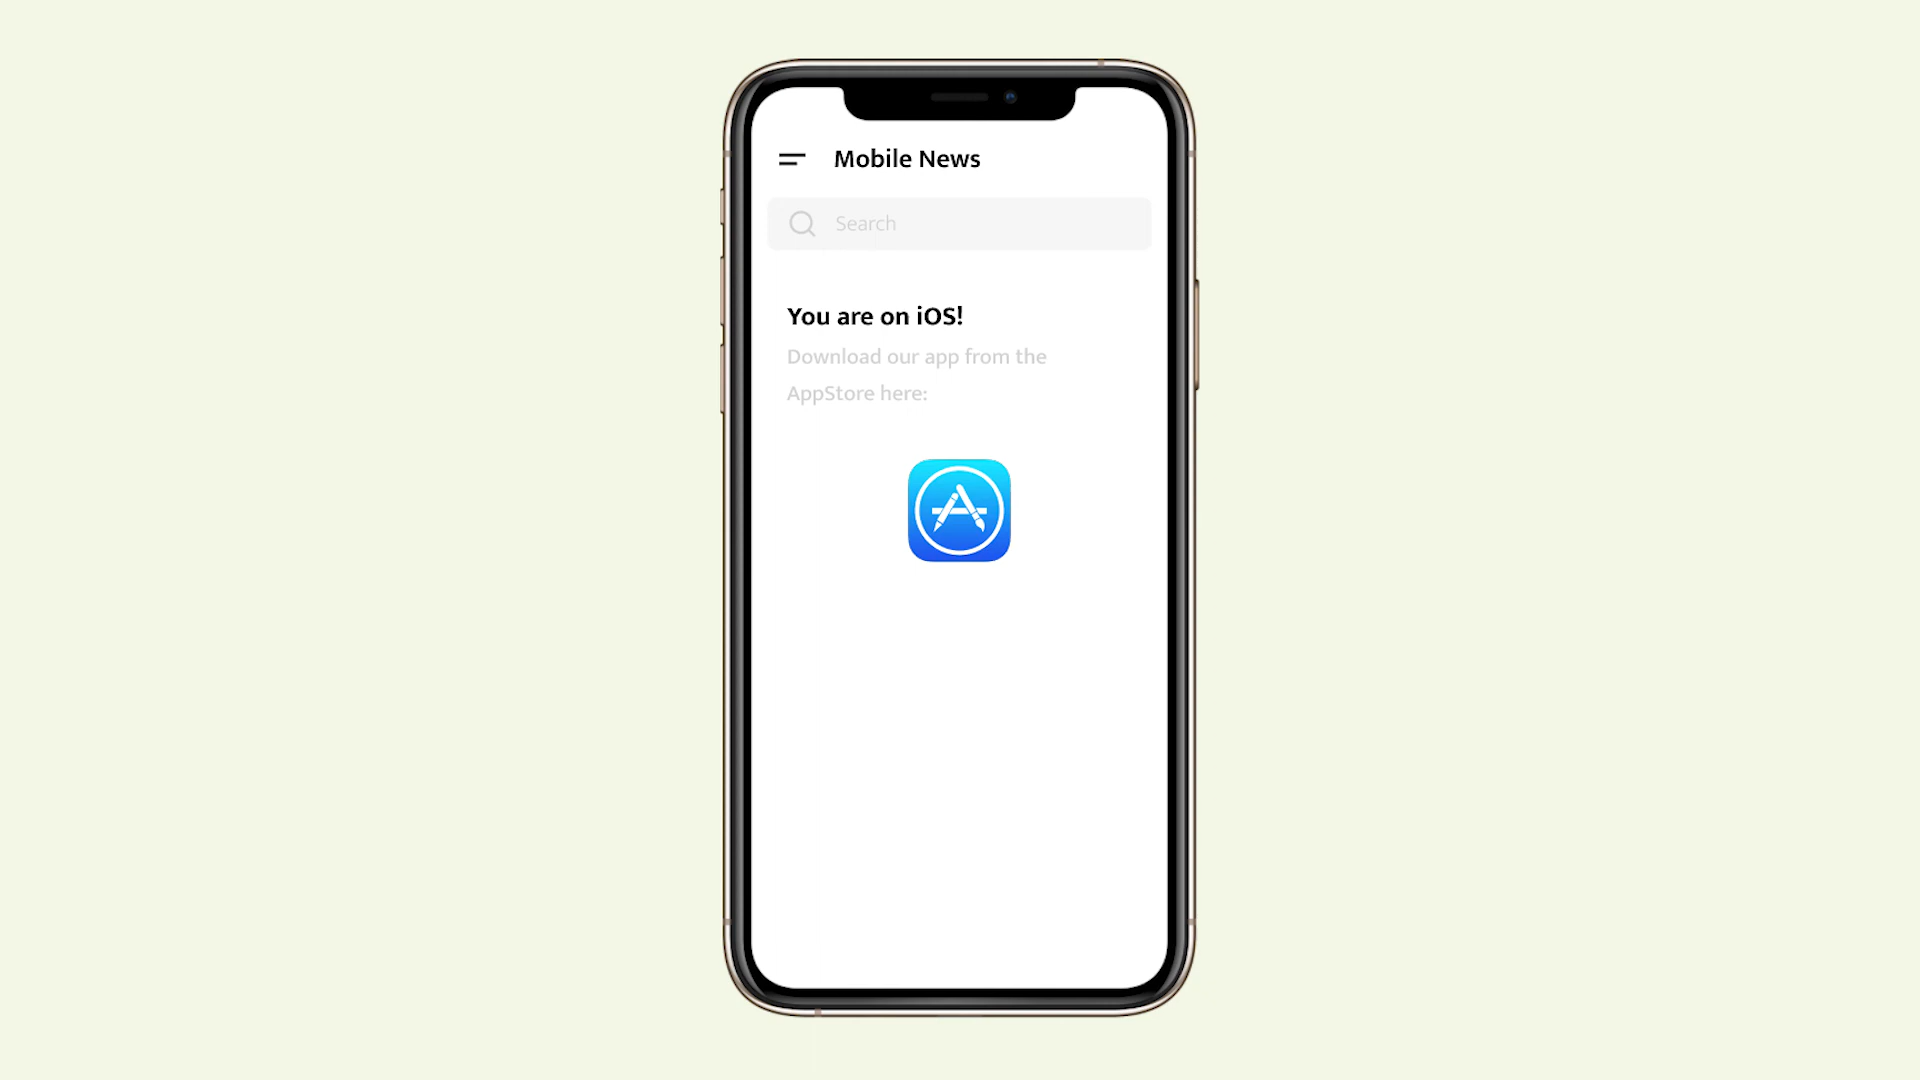 Mobile News
Search
You are on iOS!
Download our app from the
AppStore here: